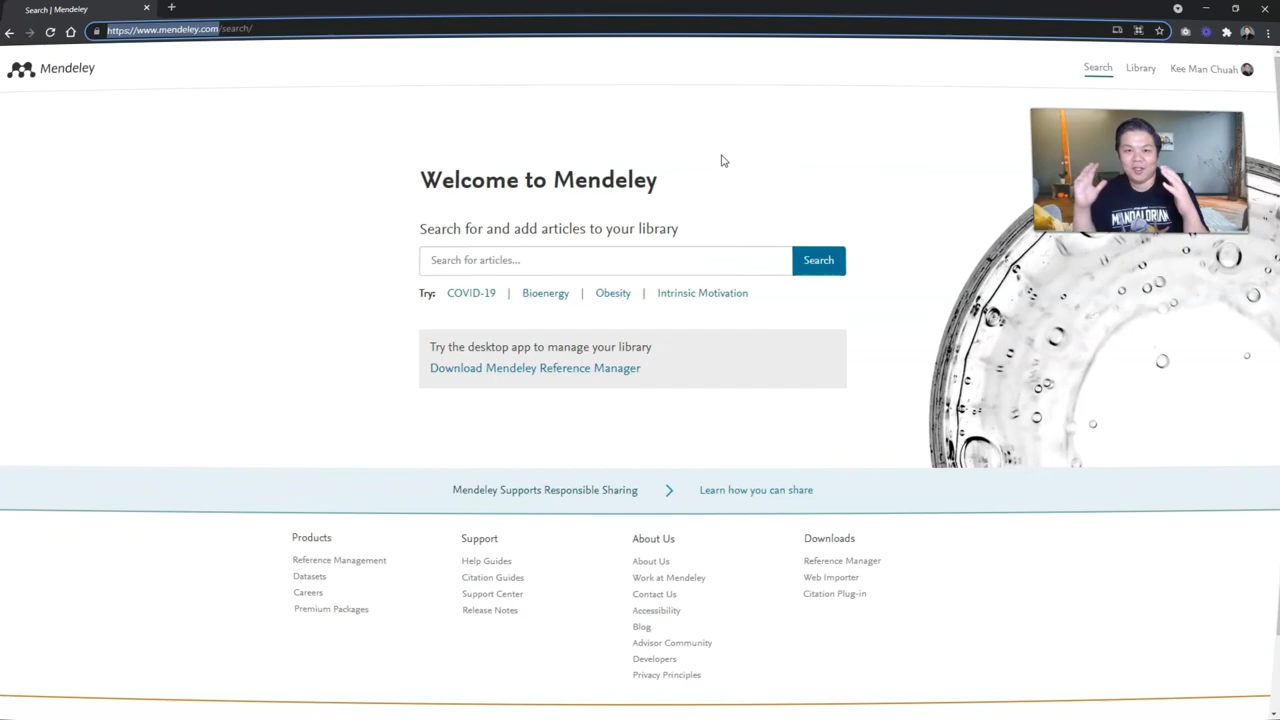 Search | Mendeley
https://www.mendeley.com/search/
Mendeley
Search
Library
Kee Man Chuah
MANDALORIAN
Welcome to Mendeley
Search for and add articles to your library
Search for articles...
Search
Try: COVID-19 | Bioenergy | Obesity | Intrinsic Motivation
Try the desktop app to manage your library
Download Mendeley Reference Manager
Mendeley Supports Responsible Sharing
Learn how you can share
Products
Reference Management
Datasets
Careers
Premium Packages
Support
Help Guides
Citation Guides
Support Center
Release Notes
About Us
About Us
Work at Mendeley
Contact Us
Accessibility
Blog
Advisor Community
Developers
Privacy Principles
Downloads
Reference Manager
Web Importer
Citation Plug-in